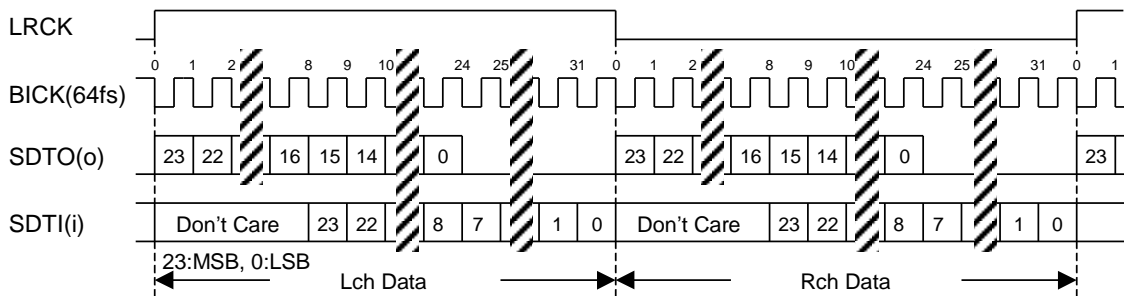 LRCK
0 1 2 8 9 10 24 25 31 0 1 2 8 9 10 24 25 31 0 1
BICK(64fs)
SDTO(o) 23 22 16 15 14 0 23 22 16 15 14 0 23
SDTI(i) Don't Care 23 22 8 7 1 0 Don't Care 23 22 8 7 1 0
23:MSB, 0:LSB
Lch Data Rch Data